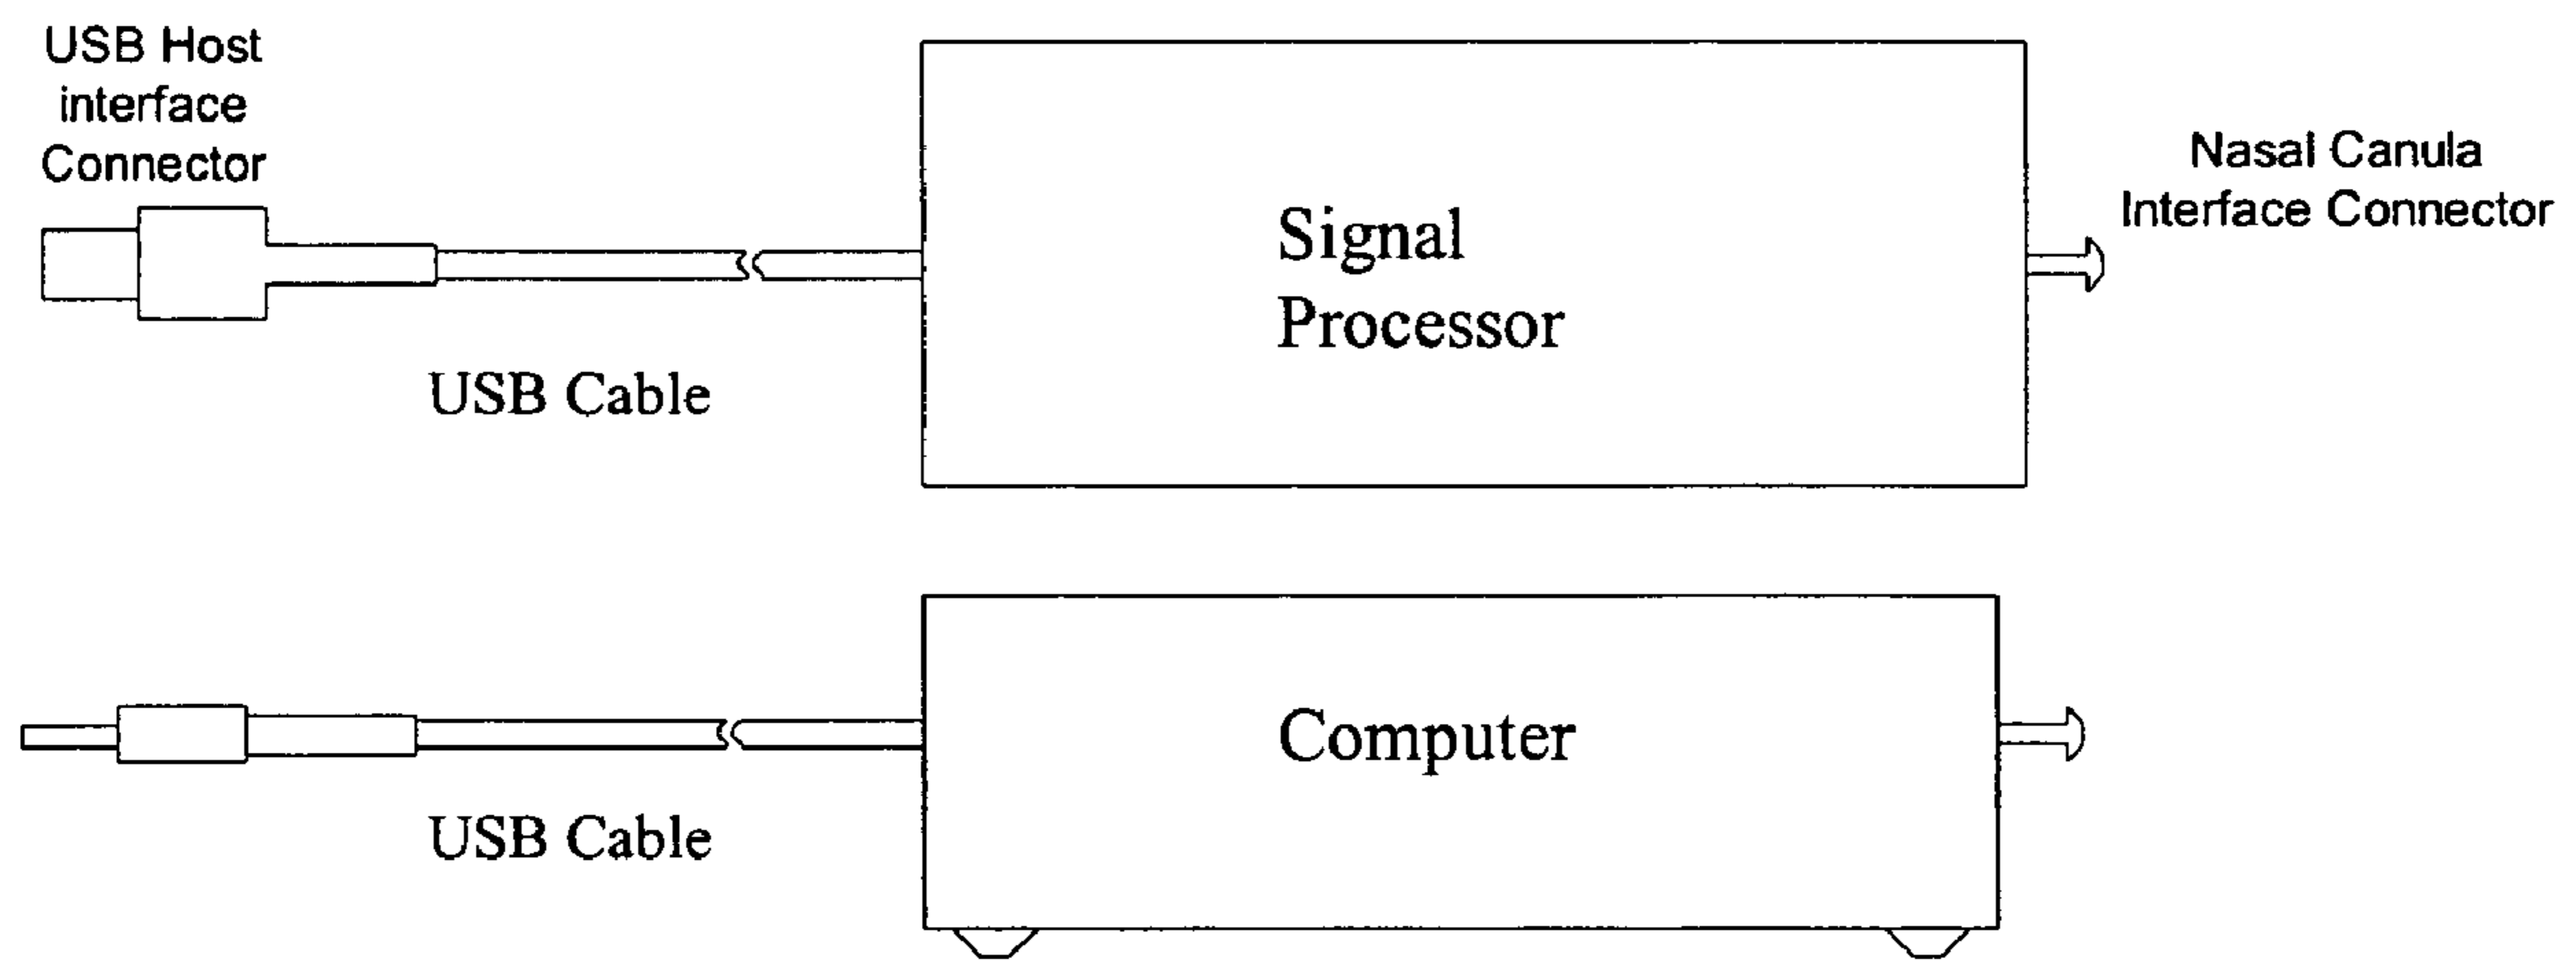 USB Host
interface
Connector
Signal
Processor
Nasal Canula
Interface Connector
USB Cable
Computer
USB Cable